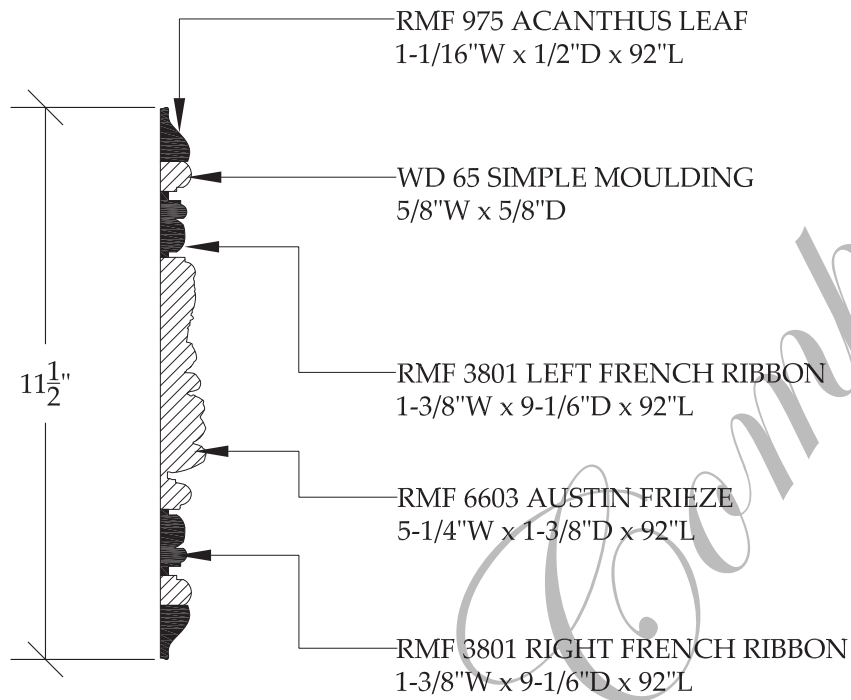 RMF 975 ACANTHUS LEAF
1-1/16"W x 1/2"D x 92"L
WD 65 SIMPLE MOULDING
5/8"W x 5/8"D
11 1/2"
RMF 3801 LEFT FRENCH RIBBON
1-3/8"W x 9-1/6"D x 92"L
RMF 6603 AUSTIN FRIEZE
5-1/4"W x 1-3/8"D x 92"L
RMF 3801 RIGHT FRENCH RIBBON
1-3/8"W x 9-1/6"D x 92"L